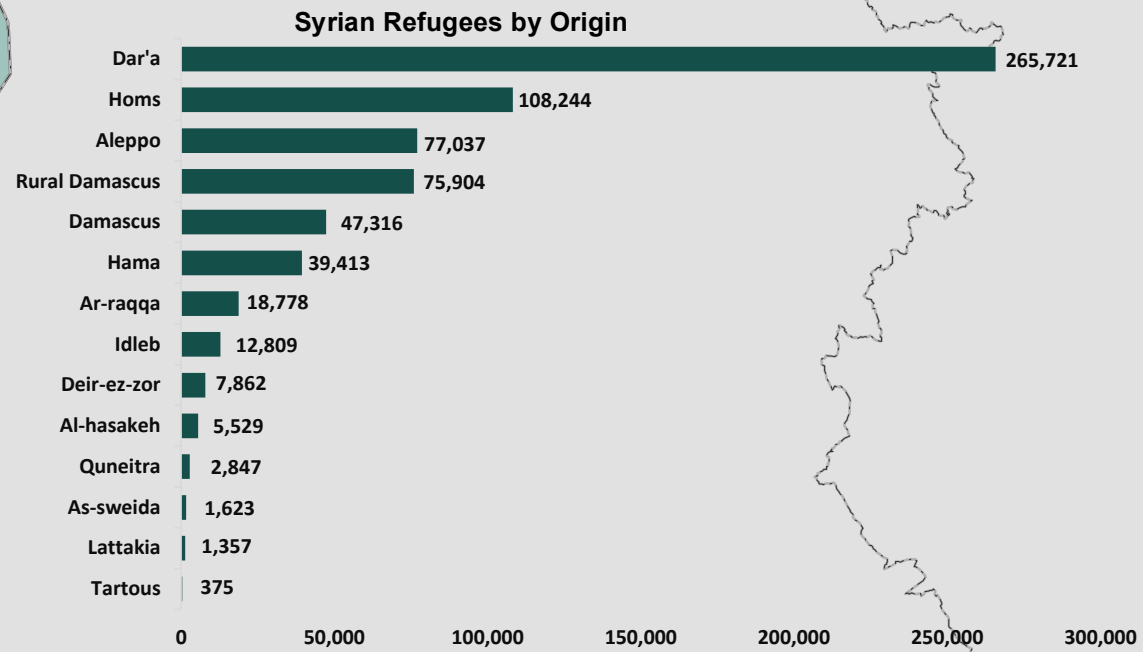 Syrian Refugees by Origin
Dar'a 265,721
Homs 108,244
Aleppo 77,037
Rural Damascus 75,904
Damascus 47,316
Hama 39,413
Ar-raqqa 18,778
Idleb 12,809
Deir-ez-zor 7,862
Al-hasakeh 5,529
Quneitra 2,847
As-sweida 1,623
Lattakia 1,357
Tartous 375
0 50,000 100,000 150,000 200,000 250,000 300,000